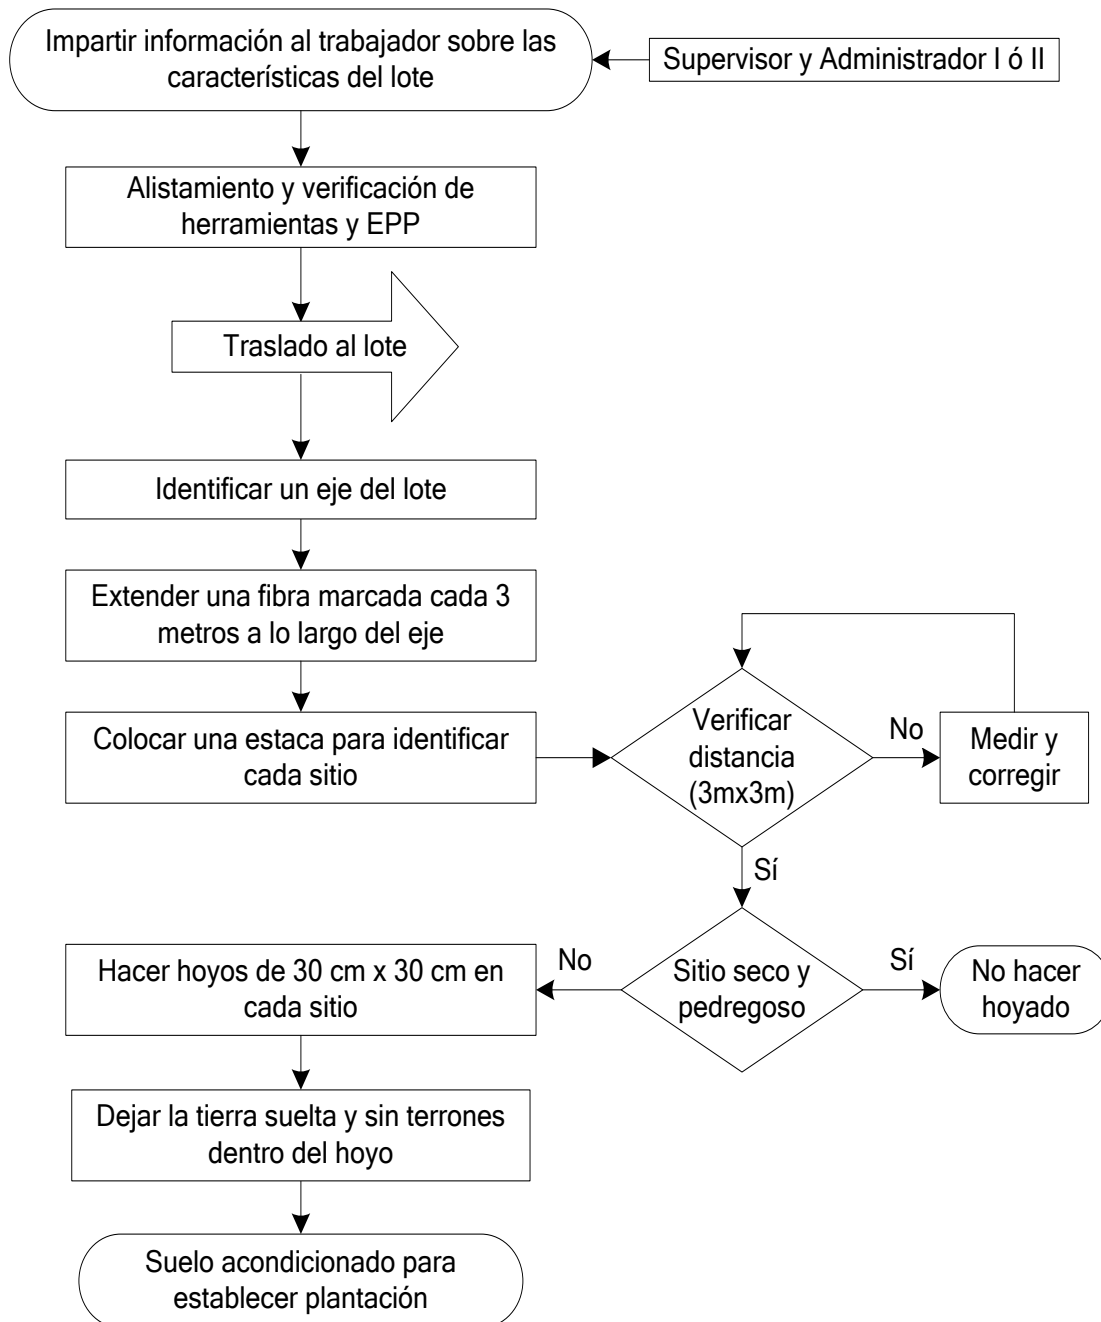 Impartir información al trabajador sobre las
características del lote
Supervisor y Administrador I ó II
Alistamiento y verificación de
herramientas y EPP
Traslado al lote
Identificar un eje del lote
Extender una fibra marcada cada 3
metros a lo largo del eje
Colocar una estaca para identificar
cada sitio
Verificar
distancia
(3mx3m)
No
Medir y
corregir
Sí
Sitio seco y
pedregoso
Sí
No hacer
hoyado
No
Hacer hoyos de 30 cm x 30 cm en
cada sitio
Dejar la tierra suelta y sin terrones
dentro del hoyo
Suelo acondicionado para
establecer plantación